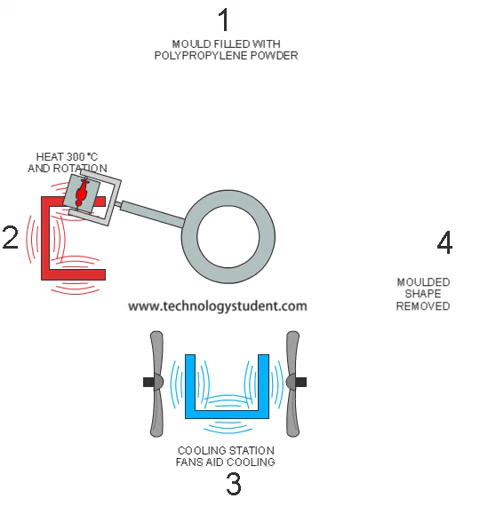 1
MOULD FILLED WITH
POLYPROPYLENE POWDER
HEAT 300 °C
AND ROTATION
2
4
MOULDED
SHAPE
REMOVED
www.technologystudent.com
COOLING STATION
FANS AID COOLING
3